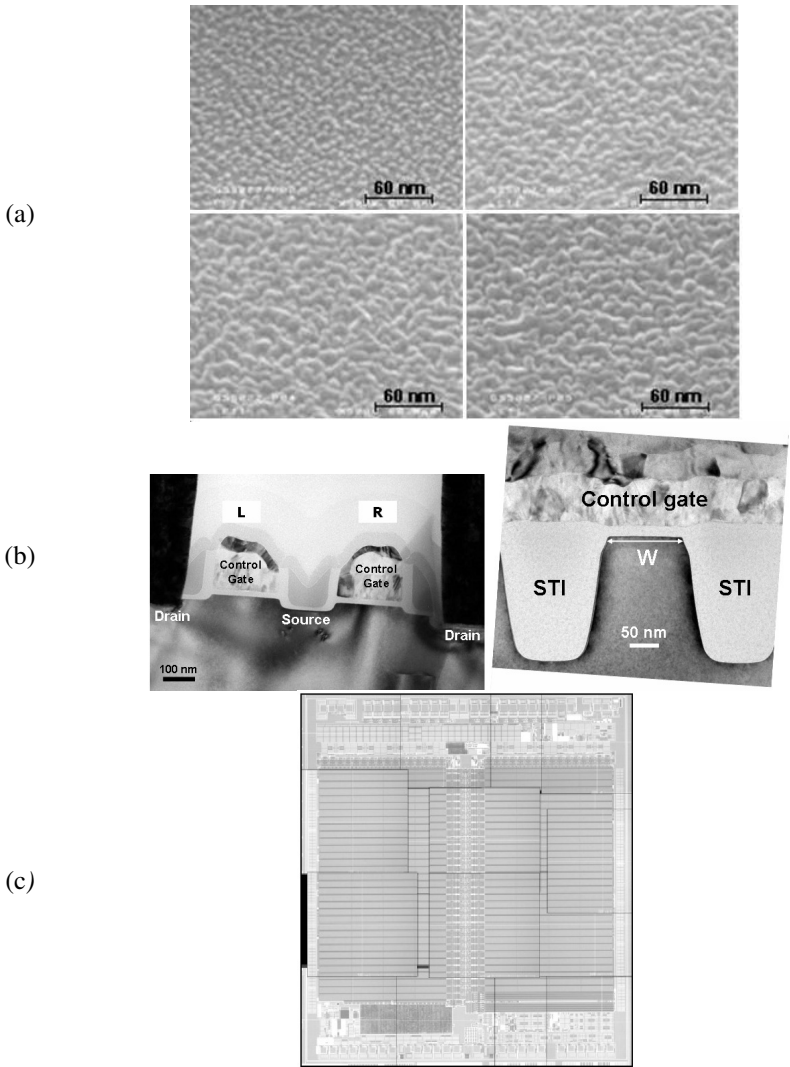 (a)
60 nm
60 nm
60 nm
60 nm
(b)
L
R
Control
Gate
Control
Gate
Drain
Source
Drain
100 nm
Control gate
W
STI
STI
50 nm
(c)